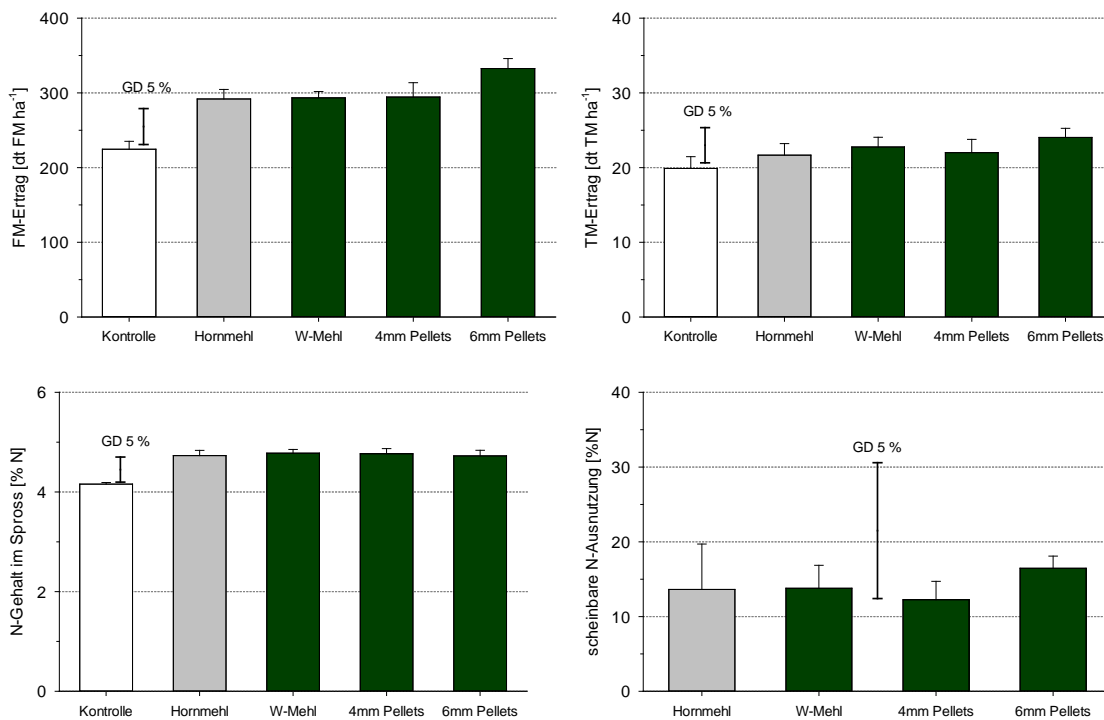 FM-Ertrag [dt FM ha⁻¹]
400
300
200
100
0
GD 5 %
Kontrolle Hornmehl W-Mehl 4mm Pellets 6mm Pellets
TM-Ertrag [dt TM ha⁻¹]
40
30
20
10
0
GD 5 %
Kontrolle Hornmehl W-Mehl 4mm Pellets 6mm Pellets
N-Gehalt im Spross [% N]
6
4
2
0
GD 5 %
Kontrolle Hornmehl W-Mehl 4mm Pellets 6mm Pellets
scheinbare N-Ausnutzung [%N]
40
30
20
10
0
GD 5 %
Hornmehl W-Mehl 4mm Pellets 6mm Pellets